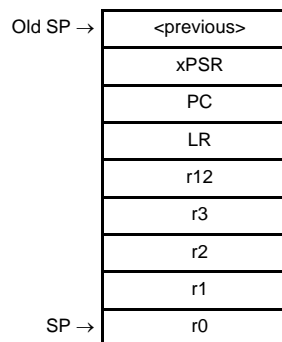 Old SP → <previous>
xPSR
PC
LR
r12
r3
r2
r1
SP → r0